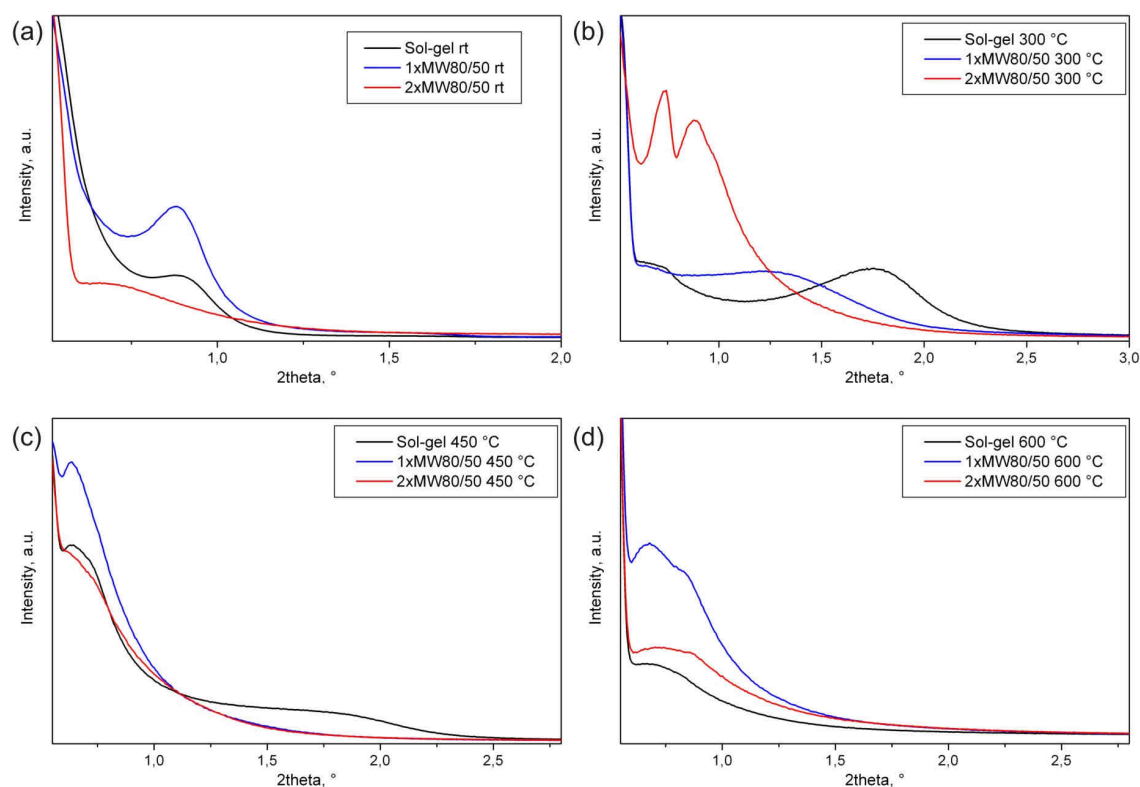 (a)
Sol-gel rt
1xMW80/50 rt
2xMW80/50 rt
Intensity, a.u.
1,0
1,5
2,0
2theta, °
(b)
Sol-gel 300 °C
1xMW80/50 300 °C
2xMW80/50 300 °C
Intensity, a.u.
1,0
1,5
2,0
2,5
3,0
2theta, °
(c)
Sol-gel 450 °C
1xMW80/50 450 °C
2xMW80/50 450 °C
Intensity, a.u.
1,0
1,5
2,0
2,5
2theta, °
(d)
Sol-gel 600 °C
1xMW80/50 600 °C
2xMW80/50 600 °C
Intensity, a.u.
1,0
1,5
2,0
2,5
2theta, °